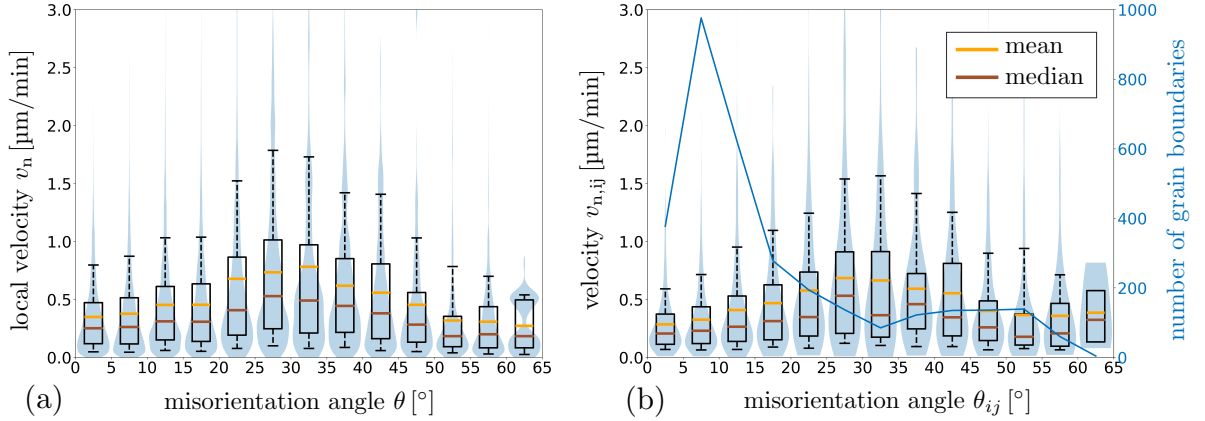 3.0
2.5
2.0
1.5
1.0
0.5
0.0
local velocity vₙ [µm/min]
0 5 10 15 20 25 30 35 40 45 50 55 60 65
misorientation angle θ [°]
(a)
3.0
2.5
2.0
1.5
1.0
0.5
0.0
velocity vₙ,ᵢⱼ [µm/min]
mean
median
1000
800
600
400
200
0
number of grain boundaries
0 5 10 15 20 25 30 35 40 45 50 55 60 65
misorientation angle θᵢⱼ [°]
(b)